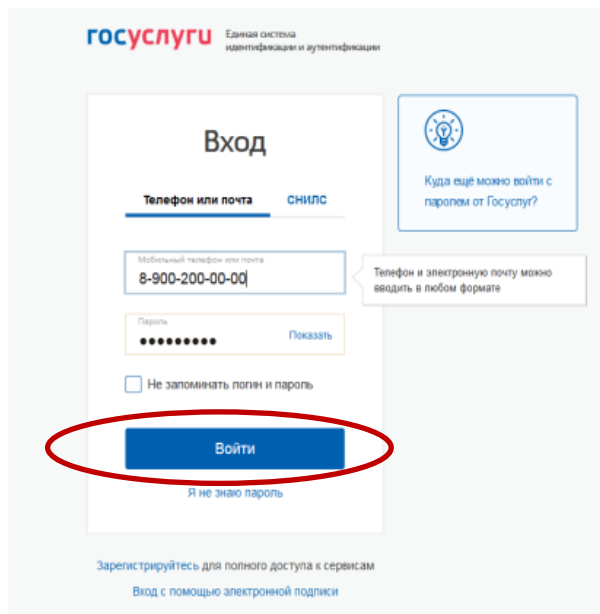 госуслуги
Единая система
идентификации и аутентификации
Вход
Телефон или почта
СНИЛС
Мобильный телефон или почта
8-900-200-00-00
Пароль
●●●●●●●●●
Показать
Не запоминать логин и пароль
Войти
Я не знаю пароль
Куда ещё можно войти с
паролем от Госуслуг?
Телефон и электронную почту можно
вводить в любом формате
Зарегистрируйтесь для полного доступа к сервисам
Вход с помощью электронной подписи